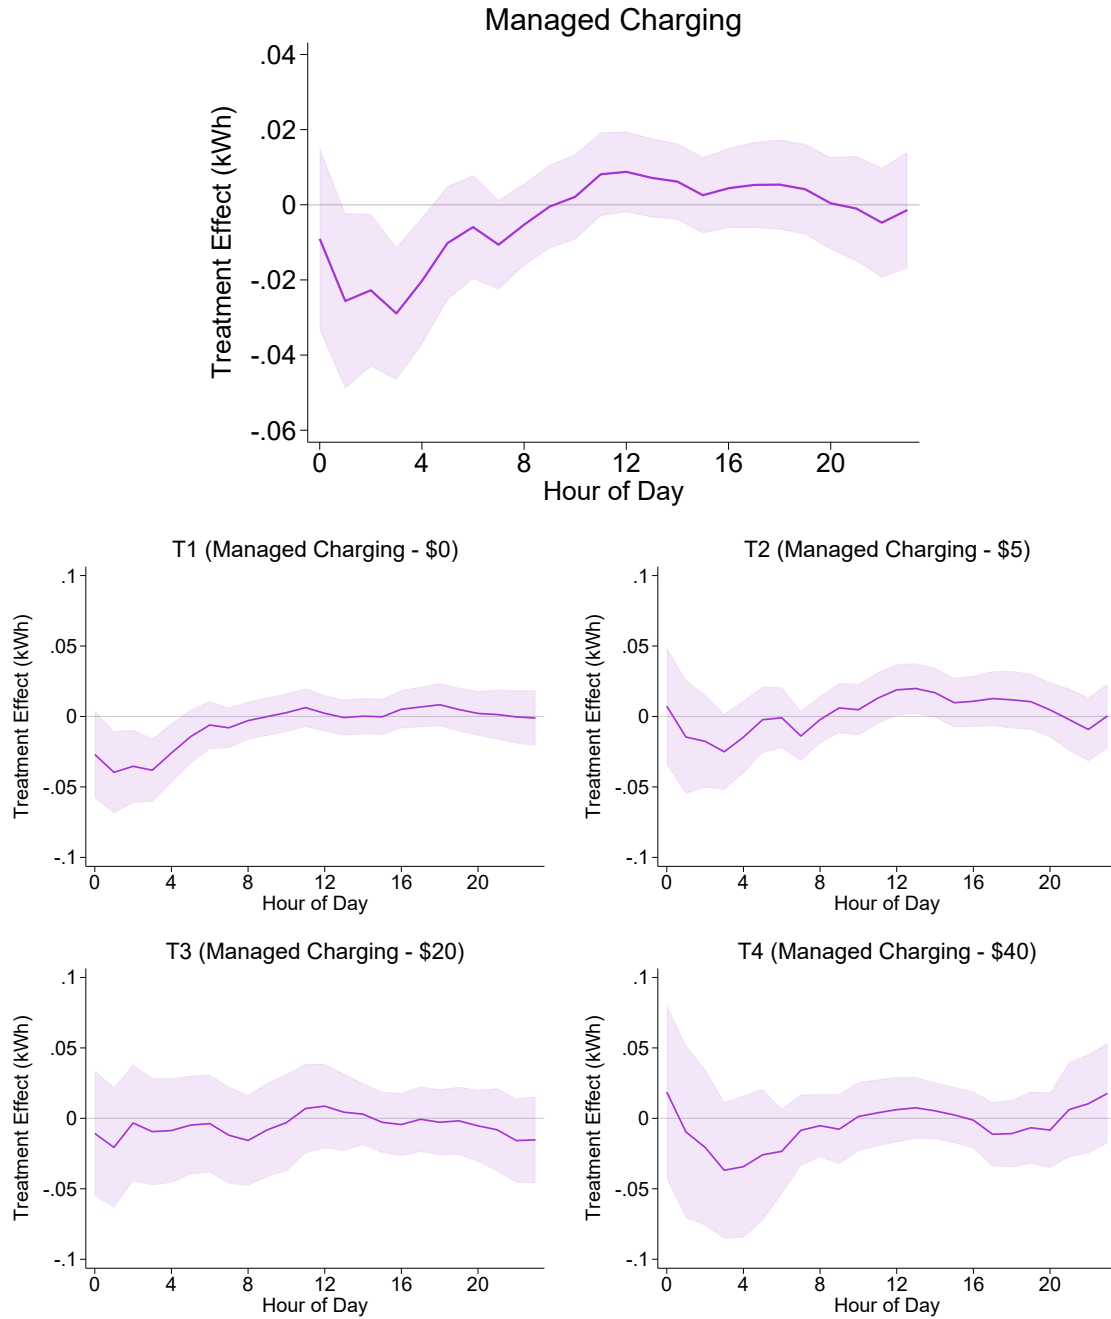 Managed Charging
.04
.02
0
-.02
-.04
-.06
Treatment Effect (kWh)
0 4 8 12 16 20
Hour of Day
T1 (Managed Charging - $0)
.1
.05
0
-.05
-.1
Treatment Effect (kWh)
0 4 8 12 16 20
Hour of Day
T2 (Managed Charging - $5)
.1
.05
0
-.05
-.1
Treatment Effect (kWh)
0 4 8 12 16 20
Hour of Day
T3 (Managed Charging - $20)
.1
.05
0
-.05
-.1
Treatment Effect (kWh)
0 4 8 12 16 20
Hour of Day
T4 (Managed Charging - $40)
.1
.05
0
-.05
-.1
Treatment Effect (kWh)
0 4 8 12 16 20
Hour of Day